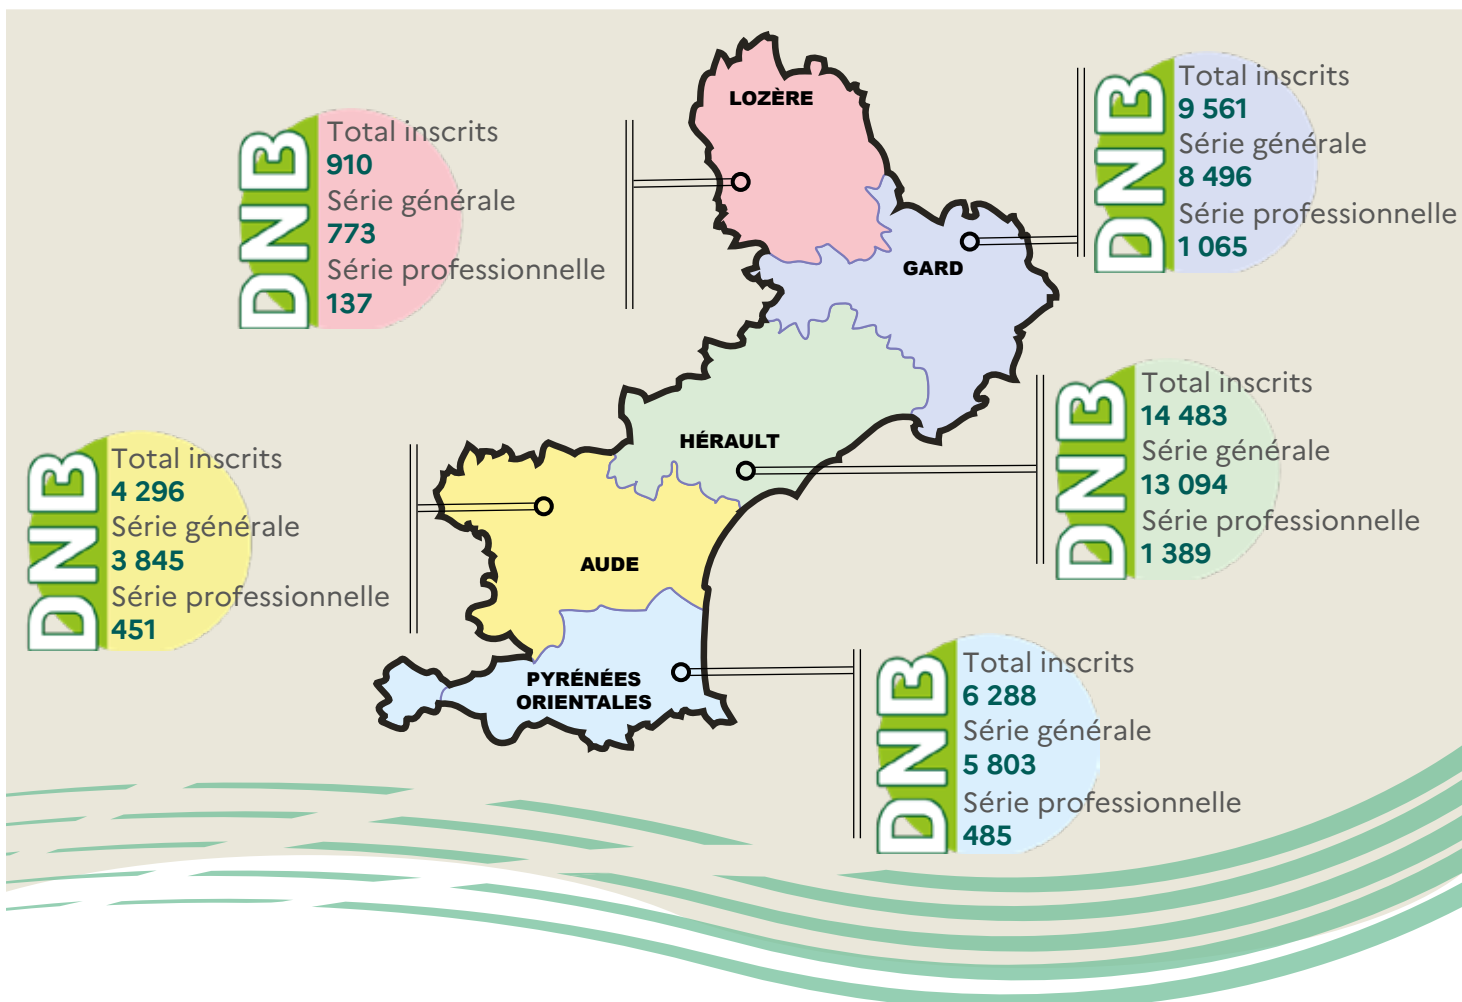 LOZÈRE
GARD
HÉRAULT
AUDE
PYRÉNÉES
ORIENTALES
DNB
Total inscrits
910
Série générale
773
Série professionnelle
137
DNB
Total inscrits
9 561
Série générale
8 496
Série professionnelle
1 065
DNB
Total inscrits
14 483
Série générale
13 094
Série professionnelle
1 389
DNB
Total inscrits
4 296
Série générale
3 845
Série professionnelle
451
DNB
Total inscrits
6 288
Série générale
5 803
Série professionnelle
485